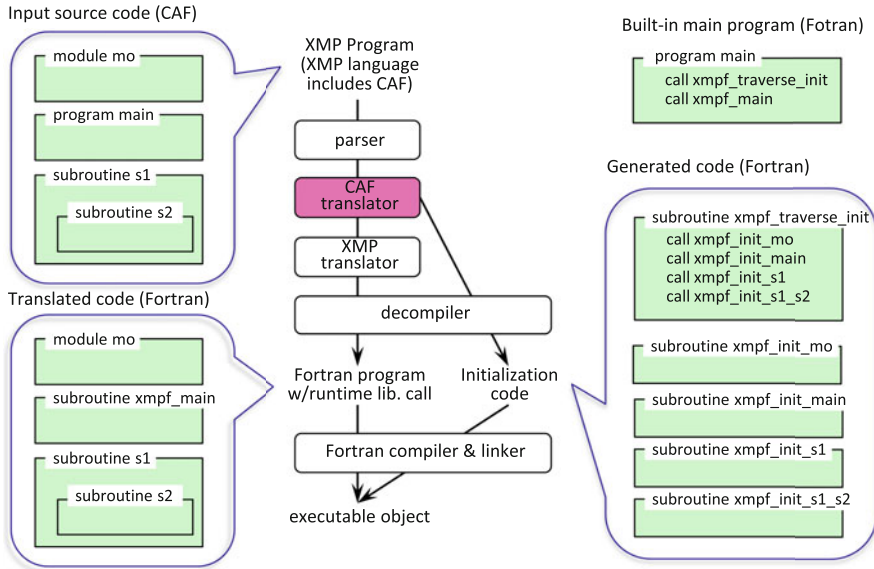 Input source code (CAF)
module mo
program main
subroutine s1
subroutine s2
Translated code (Fortran)
module mo
subroutine xmpf_main
subroutine s1
subroutine s2
XMP Program
(XMP language
includes CAF)
parser
CAF
translator
XMP
translator
decompiler
Fortran program
w/runtime lib. call
Initialization
code
Fortran compiler & linker
executable object
Built-in main program (Fotran)
program main
call xmpf_traverse_init
call xmpf_main
Generated code (Fortran)
subroutine xmpf_traverse_init
call xmpf_init_mo
call xmpf_init_main
call xmpf_init_s1
call xmpf_init_s1_s2
subroutine xmpf_init_mo
subroutine xmpf_init_main
subroutine xmpf_init_s1
subroutine xmpf_init_s1_s2